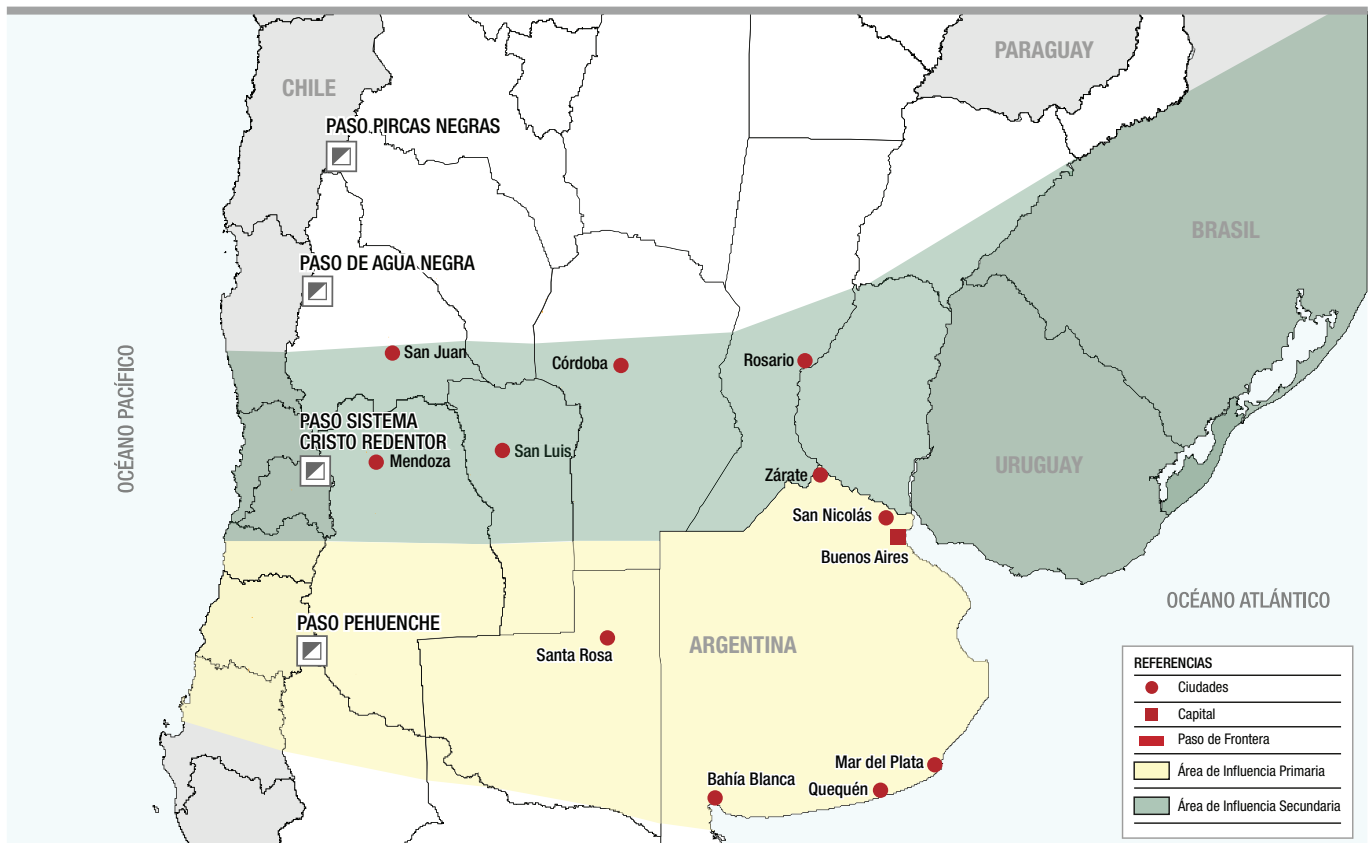 PARAGUAY
CHILE
PASO PIRCAS NEGRAS
BRASIL
PASO DE AGÙA NEGRA
OCÉANO PACÍFICO
San Juan
Córdoba
Rosario
PASO SISTEMA
CRISTO REDENTOR
Mendoza
San Luis
URUGUAY
Zárate
San Nicolás
Buenos Aires
OCÉANO ATLÁNTICO
PASO PEHUENCHE
Santa Rosa
ARGENTINA
Mar del Plata
Bahía Blanca
Quequén
REFERENCIAS
Ciudades
Capital
Paso de Frontera
Área de Influencia Primaria
Área de Influencia Secundaria